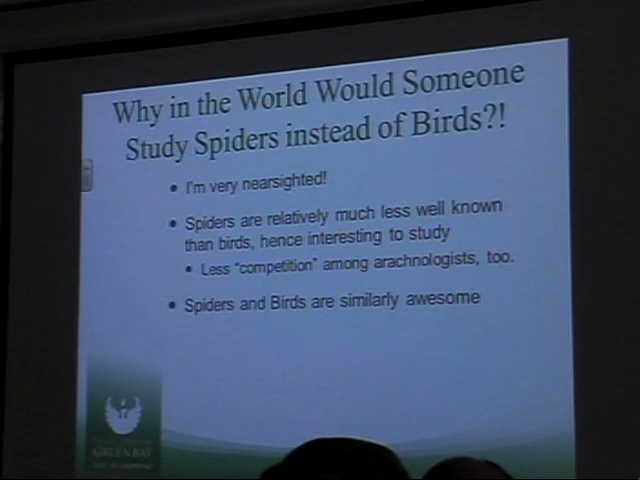 Why in the World Would Someone
Study Spiders instead of Birds?!
• I'm very nearsighted!
• Spiders are relatively much less well known
than birds, hence interesting to study
• Less "competition" among arachnologists, too.
• Spiders and Birds are similarly awesome
GREEN BAY